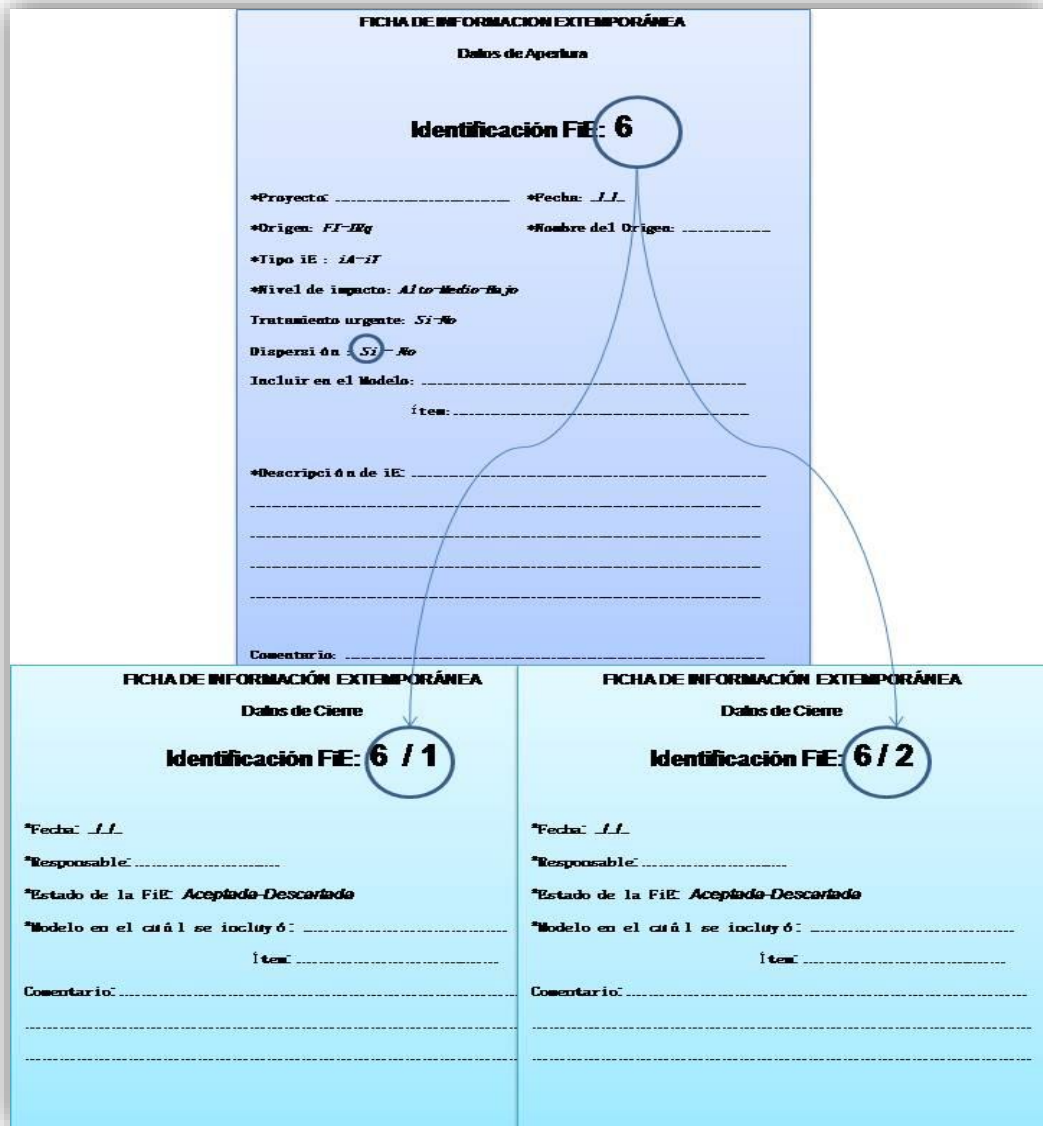 FICHA DE INFORMACION EXTEMPORÁNEA
Datos de Apertura
Identificación FiE: 6
*Proyecto: *Fecha: _/_/_
*Origen: FI-IRq *Nombre del Origen:
*Tipo iE : iA-iT
*Nivel de impacto: Alto-Medio-Bajo
Tratamiento urgente: Si-No
Dispersión : Si - No
Incluir en el Modelo:
Ítem:
*Descripción de iE:
Comentario:
FICHA DE INFORMACIÓN EXTEMPORÁNEA
Datos de Cierre
Identificación FiE: 6 / 1
*Fecha: _/_/_
*Responsable:
*Estado de la FiE: Aceptada-Descartada
*Modelo en el cuál se incluyó:
Ítem:
Comentario:
FICHA DE INFORMACIÓN EXTEMPORÁNEA
Datos de Cierre
Identificación FiE: 6 / 2
*Fecha: _/_/_
*Responsable:
*Estado de la FiE: Aceptada-Descartada
*Modelo en el cuál se incluyó:
Ítem:
Comentario: